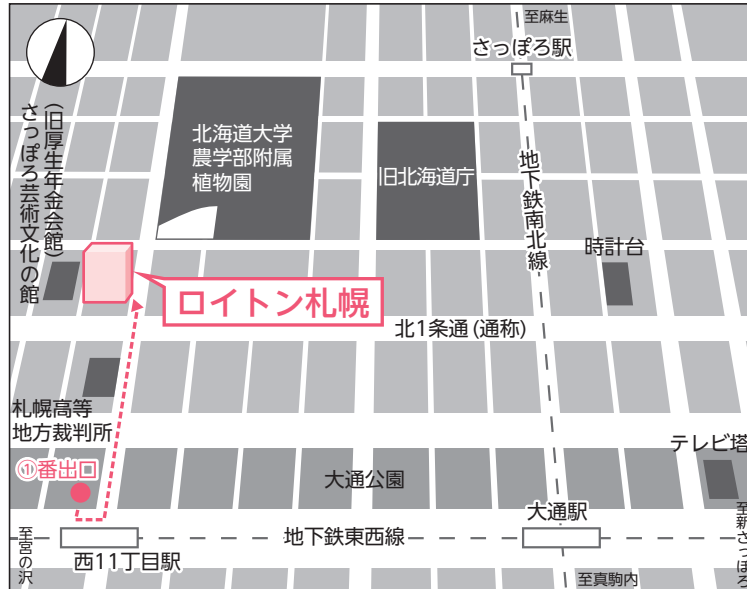 至麻生
さっぽろ駅
(旧厚生年金会館)
さっぽろ芸術文化の館
北海道大学
農学部附属
植物園
旧北海道庁
地下鉄南北線
時計台
ロイトン札幌
北1条通(通称)
札幌高等
地方裁判所
①番出口
大通公園
テレビ塔
至宮の沢
西11丁目駅
地下鉄東西線
大通駅
至新さっぽろ
至真駒内